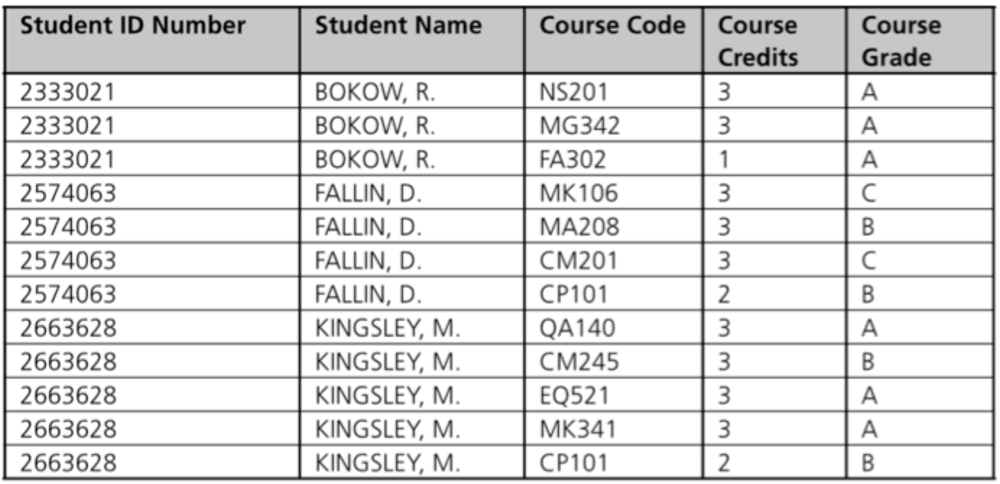 Student ID Number Student Name Course Code Course Credits Course Grade
2333021 BOKOW, R. NS201 3 A
2333021 BOKOW, R. MG342 3 A
2333021 BOKOW, R. FA302 1 A
2574063 FALLIN, D. MK106 3 C
2574063 FALLIN, D. MA208 3 B
2574063 FALLIN, D. CM201 3 C
2574063 FALLIN, D. CP101 2 B
2663628 KINGSLEY, M. QA140 3 A
2663628 KINGSLEY, M. CM245 3 B
2663628 KINGSLEY, M. EQ521 3 A
2663628 KINGSLEY, M. MK341 3 A
2663628 KINGSLEY, M. CP101 2 B